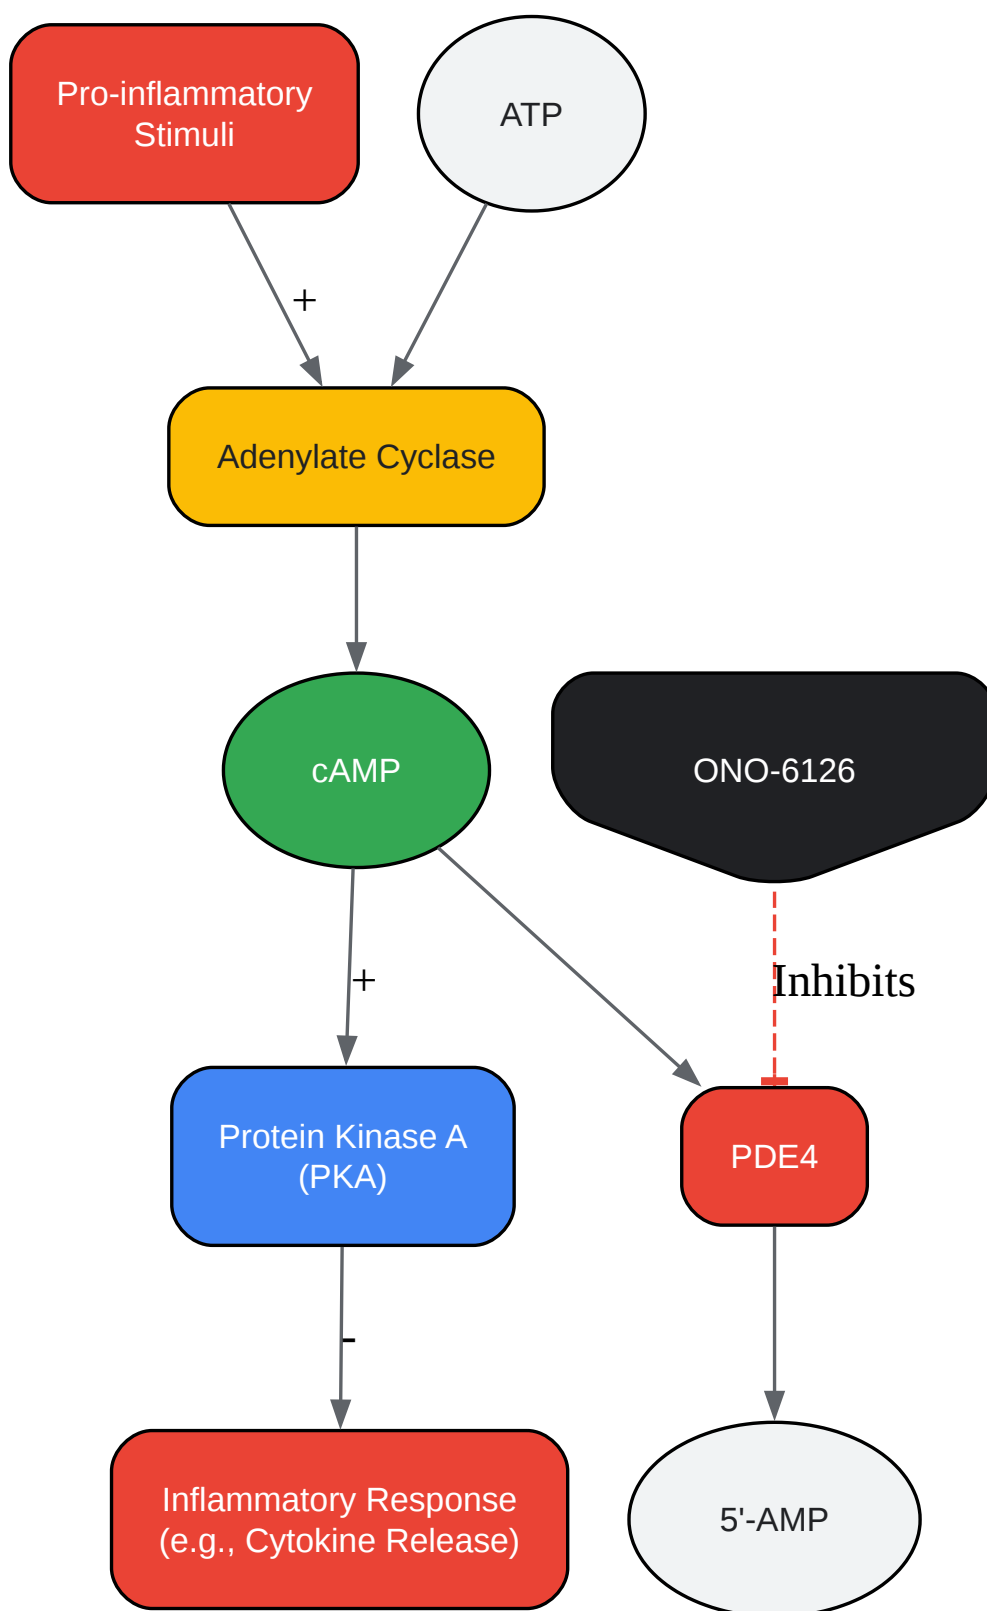 Pro-inflammatory
Stimuli
ATP
+
Adenylate Cyclase
cAMP
ONO-6126
+
Inhibits
Protein Kinase A
(PKA)
PDE4
-
Inflammatory Response
(e.g., Cytokine Release)
5'-AMP